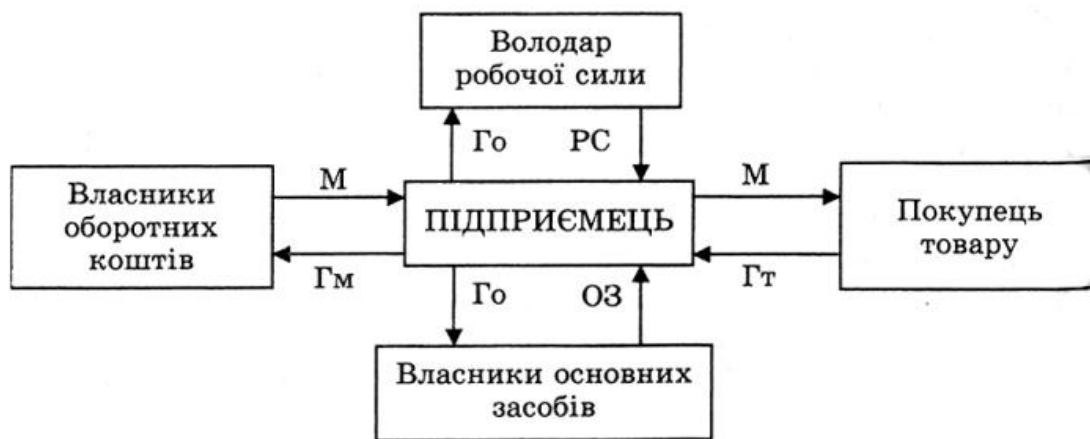 Володар
робочої сили
Го
РС
Власники
оборотних
коштів
М
ПІДПРИЄМЕЦЬ
М
Покупець
товару
Гм
Го
ОЗ
Гт
Власники основних
засобів